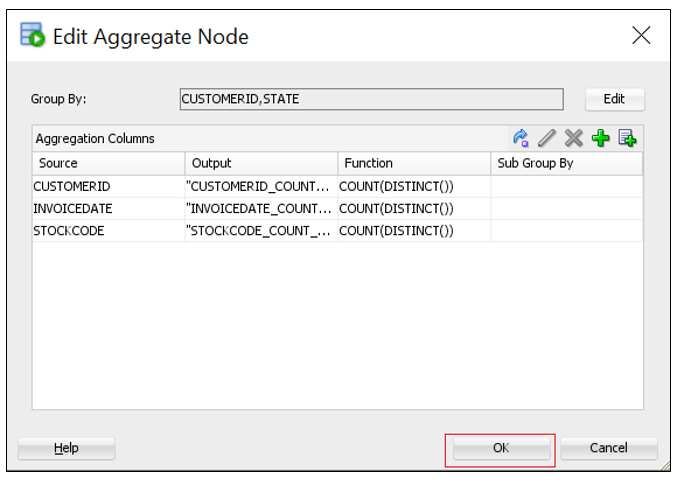 Edit Aggregate Node
Group By: CUSTOMERID,STATE Edit
Aggregation Columns
Source Output Function Sub Group By
CUSTOMERID "CUSTOMERID_COUNT... COUNT(DISTINCT())
INVOICEDATE "INVOICEDATE_COUNT... COUNT(DISTINCT())
STOCKCODE "STOCKCODE_COUNT_... COUNT(DISTINCT())
Help OK Cancel